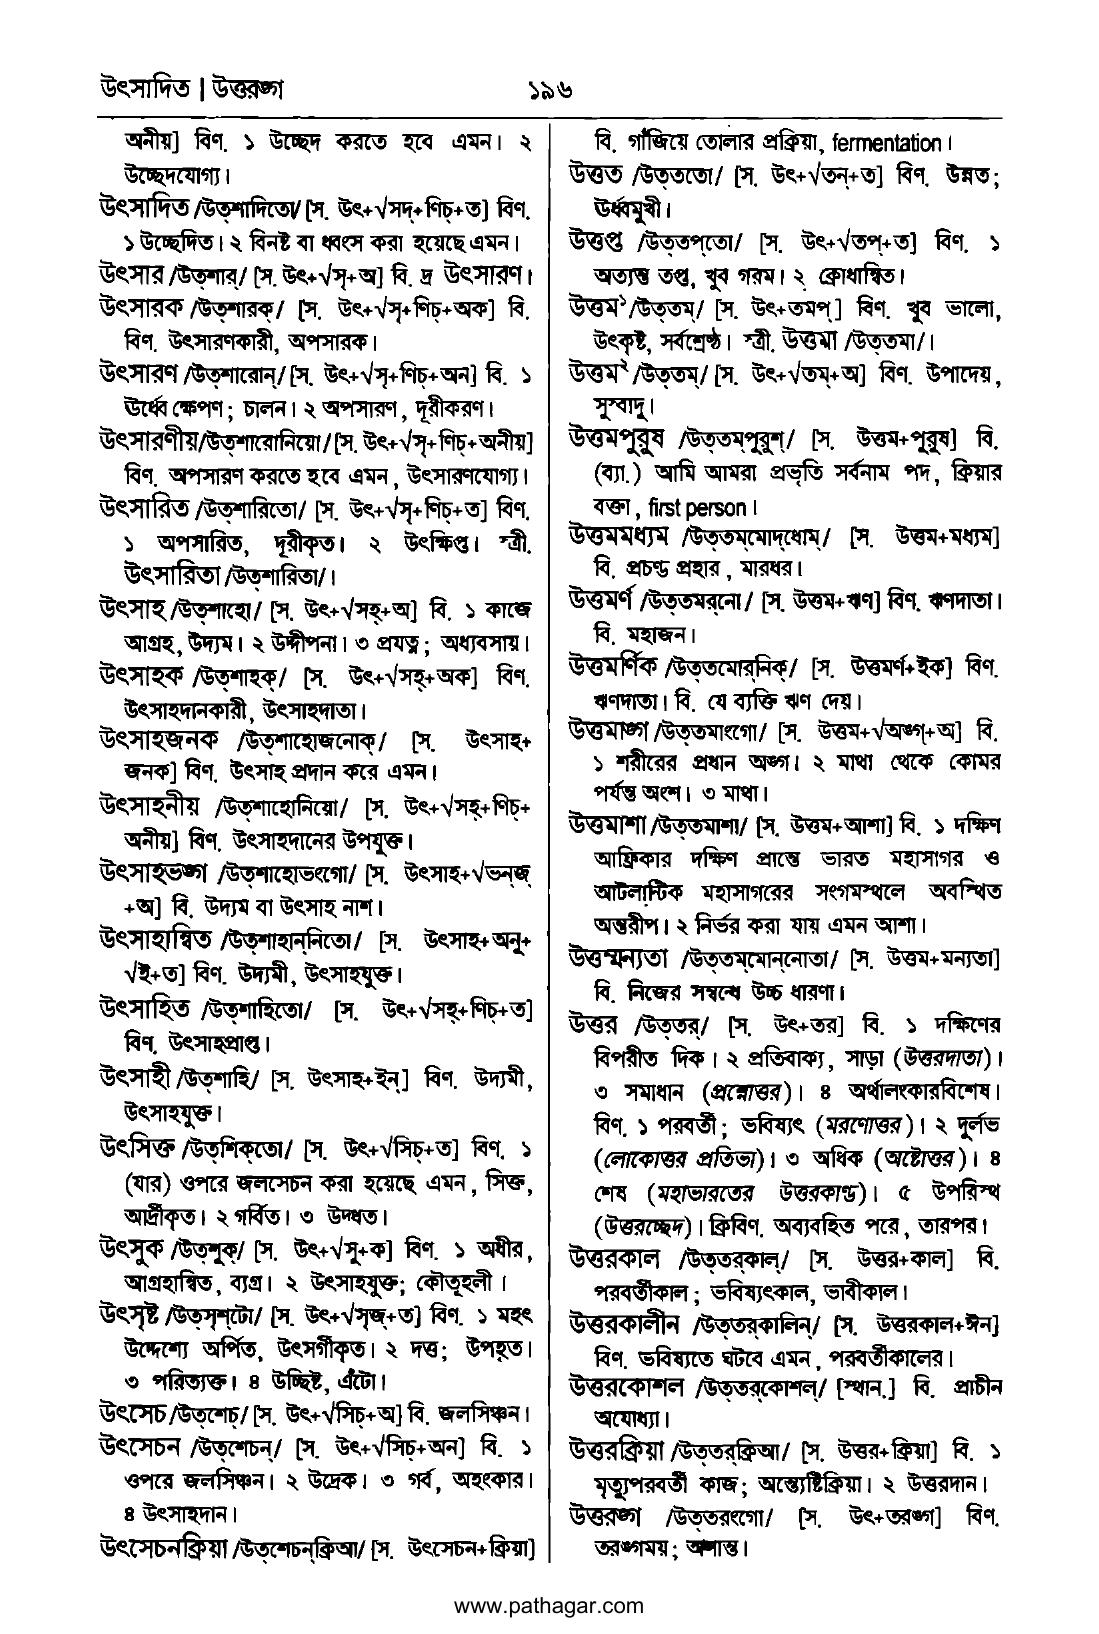 উৎসাদিত | উত্তরঙ্গ
১৯৬
অনীয়] বিণ. ১ উচ্ছেদ করতে হবে এমন। ২
উচ্ছেদযোগ্য।
উৎসাদিত /উত্‌শাদিতো/ [স. উৎ+√সদ্+ণিচ্+ত] বিণ.
১ উচ্ছেদিত। ২ বিনষ্ট বা ধ্বংস করা হয়েছে এমন।
উৎসার /উত্‌শার্/ [স. উৎ+√সৃ+অ] বি. দ্র উৎসারণ।
উৎসারক /উত্‌শারক্/ [স. উৎ+√সৃ+ণিচ্+অক] বি.
বিণ. উৎসারণকারী, অপসারক।
উৎসারণ /উত্‌শারোন্/ [স. উৎ+√সৃ+ণিচ্+অন] বি. ১
ঊর্ধ্বে ক্ষেপণ; চালন। ২ অপসারণ, দূরীকরণ।
উৎসারণীয়/উত্‌শারোনিয়ো/ [স. উৎ+√সৃ+ণিচ্+অনীয়]
বিণ. অপসারণ করতে হবে এমন, উৎসারণযোগ্য।
উৎসারিত /উত্‌শারিতো/ [স. উৎ+√সৃ+ণিচ্+ত] বিণ.
১ অপসারিত, দূরীকৃত। ২ উৎক্ষিপ্ত। স্ত্রী.
উৎসারিতা /উত্‌শারিতা/।
উৎসাহ /উত্‌শাহো/ [স. উৎ+√সহ্+অ] বি. ১ কাজে
আগ্রহ, উদ্যম। ২ উদ্দীপনা। ৩ প্রযত্ন; অধ্যবসায়।
উৎসাহক /উত্‌শাহক্/ [স. উৎ+√সহ্+অক] বিণ.
উৎসাহদানকারী, উৎসাহদাতা।
উৎসাহজনক /উত্‌শাহোজনোক্/ [স. উৎসাহ+
জনক] বিণ. উৎসাহ প্রদান করে এমন।
উৎসাহনীয় /উত্‌শাহোনিয়ো/ [স. উৎ+√সহ্+ণিচ্+
অনীয়] বিণ. উৎসাহদানের উপযুক্ত।
উৎসাহভঙ্গ /উত্‌শাহোভংগো/ [স. উৎসাহ+√ভন্‌জ্
+অ] বি. উদ্যম বা উৎসাহ নাশ।
উৎসাহান্বিত /উত্‌শাহান্‌নিতো/ [স. উৎসাহ+অনু+
√ই+ত] বিণ. উদ্যমী, উৎসাহযুক্ত।
উৎসাহিত /উত্‌শাহিতো/ [স. উৎ+√সহ্+ণিচ্+ত]
বিণ. উৎসাহপ্রাপ্ত।
উৎসাহী /উত্‌শাহি/ [স. উৎসাহ+ইন্] বিণ. উদ্যমী,
উৎসাহযুক্ত।
উৎসিক্ত /উত্‌শিক্‌তো/ [স. উৎ+√সিচ্+ত] বিণ. ১
(যার) ওপরে জলসেচন করা হয়েছে এমন, সিক্ত,
আর্দ্রীকৃত। ২ গর্বিত। ৩ উদ্ধত।
উৎসুক /উত্‌শুক্/ [স. উৎ+√সু+ক] বিণ. ১ অধীর,
আগ্রহান্বিত, ব্যগ্র। ২ উৎসাহযুক্ত; কৌতূহলী।
উৎসৃষ্ট /উত্‌সৃশ্‌টো/ [স. উৎ+√সৃজ্+ত] বিণ. ১ মহৎ
উদ্দেশ্যে অর্পিত, উৎসর্গীকৃত। ২ দত্ত; উপহৃত।
৩ পরিত্যক্ত। ৪ উচ্ছিষ্ট, এঁটো।
উৎসেচ /উত্‌শেচ্/ [স. উৎ+√সিচ্+অ] বি. জলসিঞ্চন।
উৎসেচন /উত্‌শেচন্/ [স. উৎ+√সিচ্+অন] বি. ১
ওপরে জলসিঞ্চন। ২ উদ্রেক। ৩ গর্ব, অহংকার।
৪ উৎসাহদান।
উৎসেচনক্রিয়া /উত্‌শেচন্‌ক্রিআ/ [স. উৎসেচন+ক্রিয়া]
বি. গাঁজিয়ে তোলার প্রক্রিয়া, fermentation।
উত্তত /উত্‌ততো/ [স. উৎ+√তন্+ত] বিণ. উন্নত;
ঊর্ধ্বমুখী।
উত্তপ্ত /উত্‌তপ্‌তো/ [স. উৎ+√তপ্+ত] বিণ. ১
অত্যন্ত তপ্ত, খুব গরম। ২ ক্রোধান্বিত।
উত্তম১/উত্‌তম্/ [স. উৎ+তমপ্] বিণ. খুব ভালো,
উৎকৃষ্ট, সর্বশ্রেষ্ঠ। স্ত্রী. উত্তমা /উত্‌তমা/।
উত্তম২ /উত্‌তম্/ [স. উৎ+√তম্+অ] বিণ. উপাদেয়,
সুস্বাদু।
উত্তমপুরুষ /উত্‌তম্‌পুরুশ্/ [স. উত্তম+পুরুষ] বি.
(ব্যা.) আমি আমরা প্রভৃতি সর্বনাম পদ, ক্রিয়ার
বক্তা, first person।
উত্তমমধ্যম /উত্‌তম্‌মোদ্‌ধোম্/ [স. উত্তম+মধ্যম]
বি. প্রচণ্ড প্রহার, মারধর।
উত্তমর্ণ /উত্‌তমর্‌নো/ [স. উত্তম+ঋণ] বিণ. ঋণদাতা।
বি. মহাজন।
উত্তমর্ণিক /উত্‌তমোর্‌নিক্/ [স. উত্তমর্ণ+ইক] বিণ.
ঋণদাতা। বি. যে ব্যক্তি ঋণ দেয়।
উত্তমাঙ্গ /উত্‌তমাংগো/ [স. উত্তম+√অঙ্গ্+অ] বি.
১ শরীরের প্রধান অঙ্গ। ২ মাথা থেকে কোমর
পর্যন্ত অংশ। ৩ মাথা।
উত্তমাশা /উত্‌তমাশা/ [স. উত্তম+আশা] বি. ১ দক্ষিণ
আফ্রিকার দক্ষিণ প্রান্তে ভারত মহাসাগর ও
আটলান্টিক মহাসাগরের সংগমস্থলে অবস্থিত
অন্তরীপ। ২ নির্ভর করা যায় এমন আশা।
উত্তম্মন্যতা /উত্‌তম্‌মোন্‌নোতা/ [স. উত্তম+মন্যতা]
বি. নিজের সম্বন্ধে উচ্চ ধারণা।
উত্তর /উত্‌তর্/ [স. উৎ+তর] বি. ১ দক্ষিণের
বিপরীত দিক। ২ প্রতিবাক্য, সাড়া (উত্তরদাতা)।
৩ সমাধান (প্রশ্নোত্তর)। ৪ অর্থালংকারবিশেষ।
বিণ. ১ পরবর্তী; ভবিষ্যৎ (মরণোত্তর)। ২ দুর্লভ
(লোকোত্তর প্রতিভা)। ৩ অধিক (অষ্টোত্তর)। ৪
শেষ (মহাভারতের উত্তরকাণ্ড)। ৫ উপরিস্থ
(উত্তরচ্ছেদ)। ক্রিবিণ. অব্যবহিত পরে, তারপর।
উত্তরকাল /উত্‌তর্‌কাল্/ [স. উত্তর+কাল] বি.
পরবর্তীকাল; ভবিষ্যৎকাল, ভাবীকাল।
উত্তরকালীন /উত্‌তর্‌কালিন্/ [স. উত্তরকাল+ঈন]
বিণ. ভবিষ্যতে ঘটবে এমন, পরবর্তীকালের।
উত্তরকোশল /উত্‌তর্‌কোশল্/ [স্থান.] বি. প্রাচীন
অযোধ্যা।
উত্তরক্রিয়া /উত্‌তর্‌ক্রিআ/ [স. উত্তর+ক্রিয়া] বি. ১
মৃত্যুপরবর্তী কাজ; অন্ত্যেষ্টিক্রিয়া। ২ উত্তরদান।
উত্তরঙ্গ /উত্‌তরংগো/ [স. উৎ+তরঙ্গ] বিণ.
তরঙ্গময়; অশান্ত।
www.pathagar.com